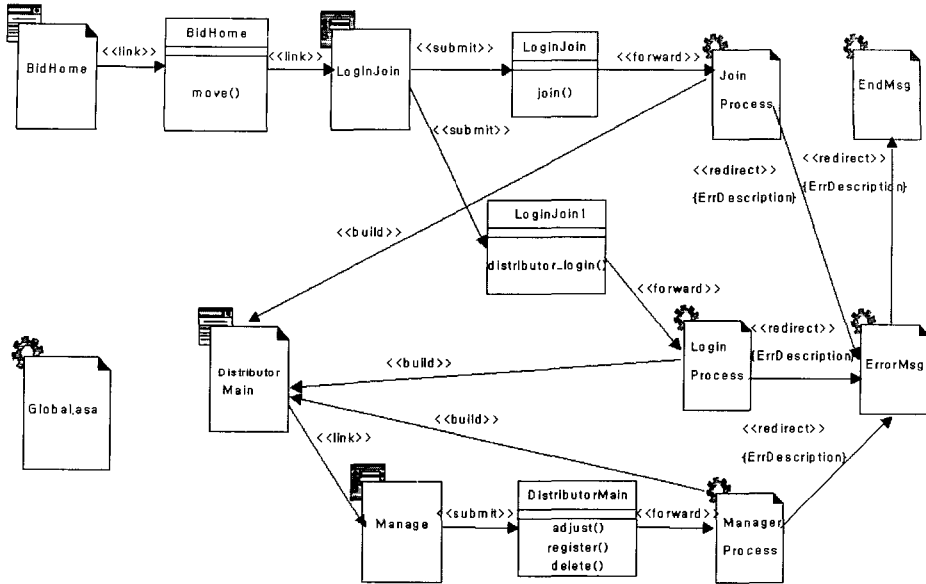 BidHome
<<link>>
BidHome
move()
<<link>>
LogInJoin
<<submit>>
LoginJoin
join()
<<forward>>
Join
Process
EndMsg
<<submit>>
<<redirect>>
{ErrDescription}
<<redirect>>
{ErrDescription}
LoginJoin1
distributor_login()
<<build>>
<<forward>>
Global.asa
Distributor
Main
<<build>>
Login
Process
<<redirect>>
{ErrDescription}
ErrorMsg
<<build>>
<<link>>
<<redirect>>
{ErrDescription}
Manage
<<submit>>
DistributorMain
adjust()
register()
delete()
<<forward>>
Manager
Process